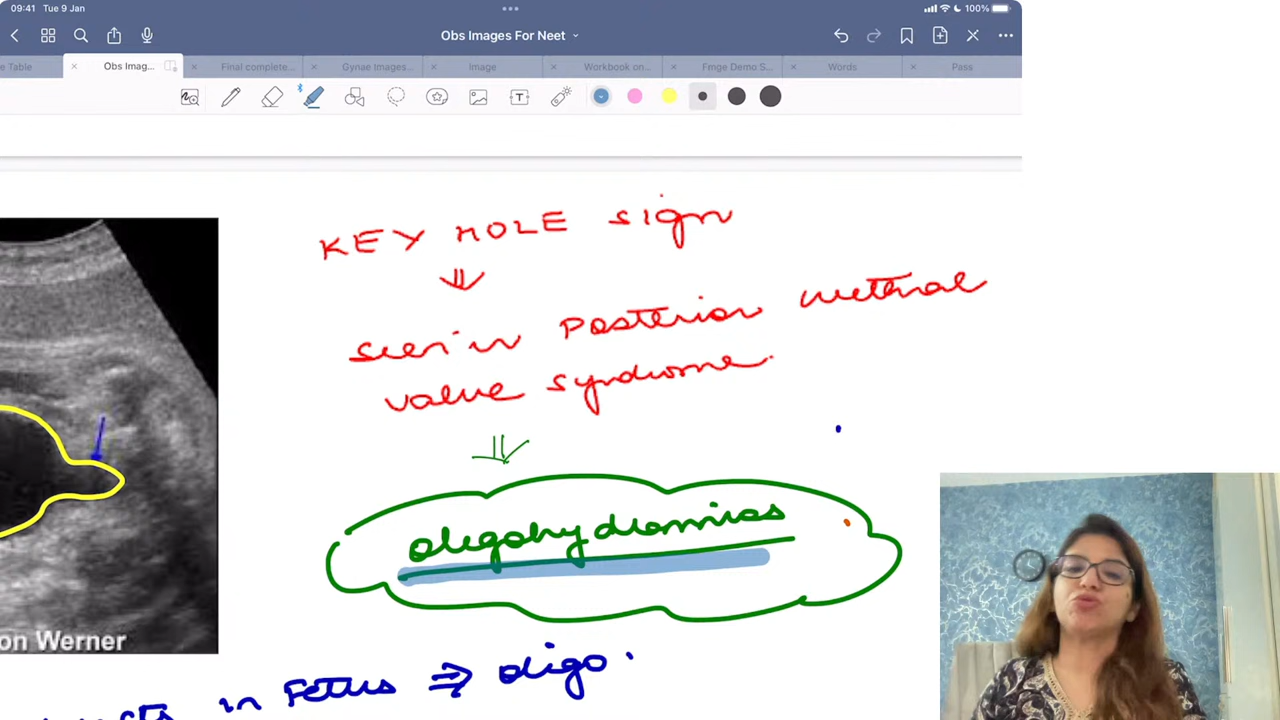 09:41 Tue 9 Jan
100%
Obs Images For Neet
e Table
Obs Imag...
Final complete...
Gynae Images...
Image
Workbook on...
Fmge Demo S...
Words
Pass
KEY HOLE sign
seen in Posterior urethral
valve syndrome.
oligohydramnios
on Werner
in Fetus ⇒ oligo.